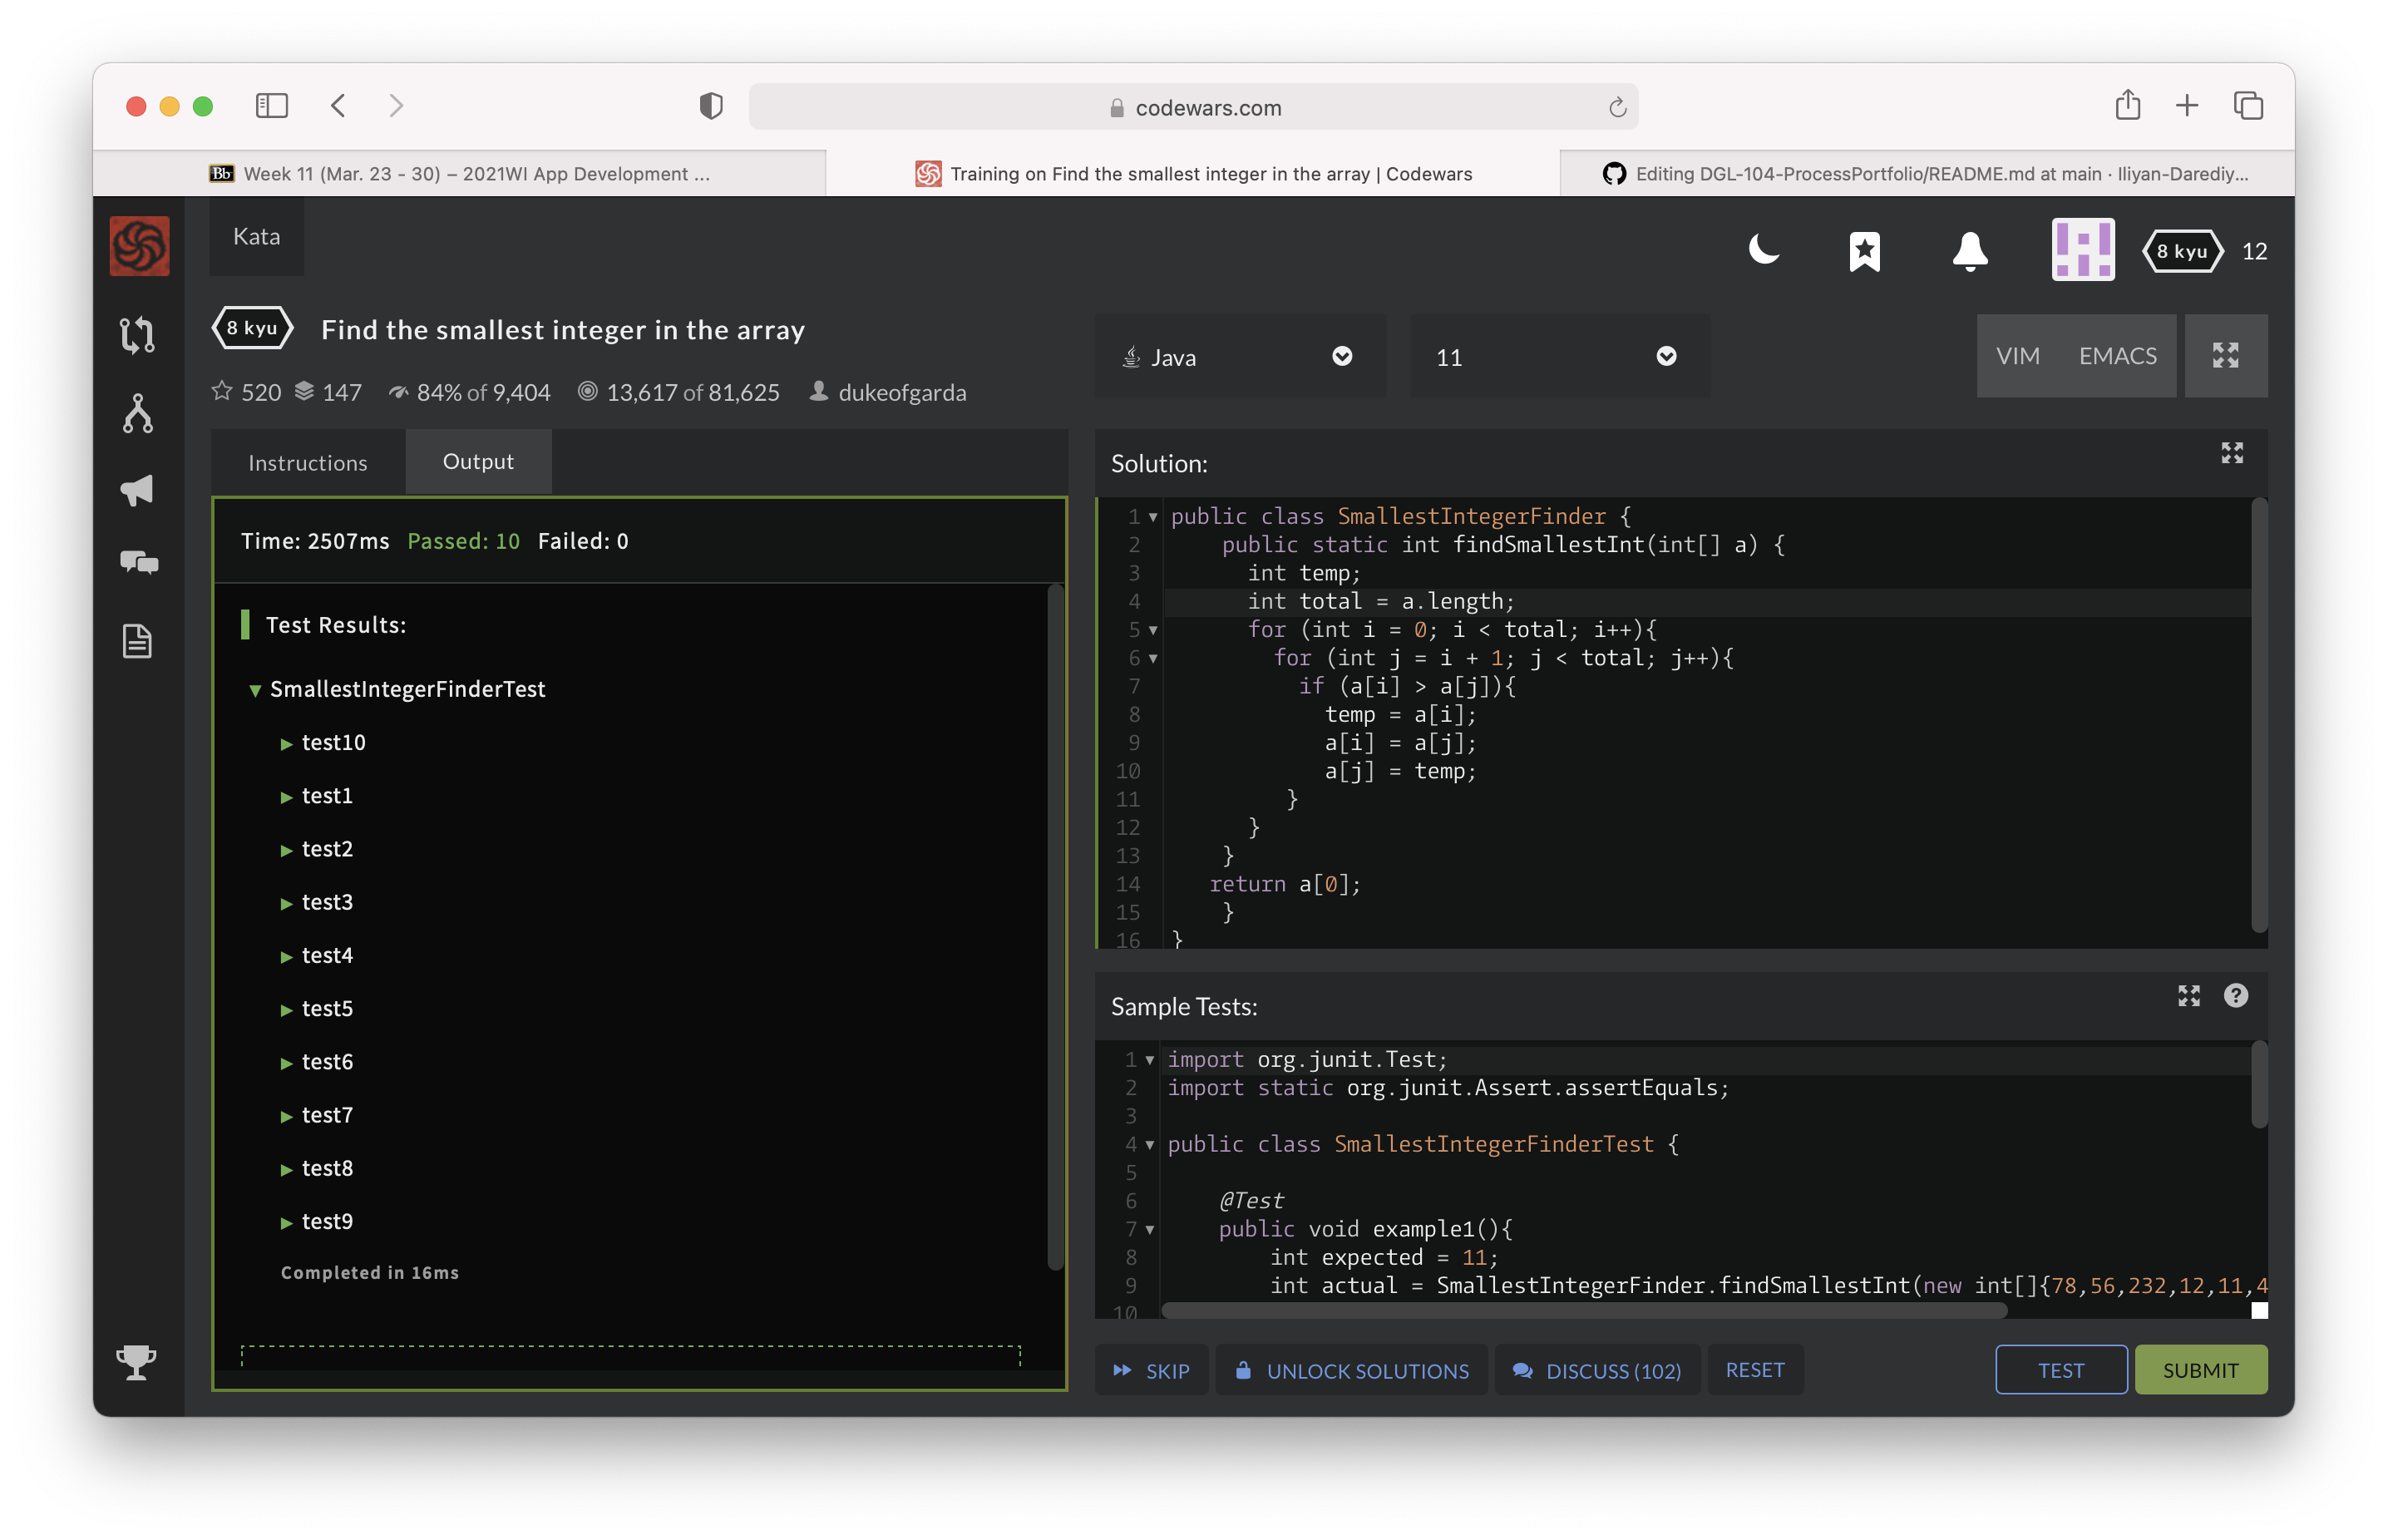 codewars.com
Bb Week 11 (Mar. 23 - 30) – 2021WI App Development ...
Training on Find the smallest integer in the array | Codewars
Editing DGL-104-ProcessPortfolio/README.md at main · Iliyan-Darediy...
Kata
8 kyu 12
8 kyu Find the smallest integer in the array
520 147 84% of 9,404 13,617 of 81,625 dukeofgarda
Java
11
VIM EMACS
Instructions Output
Time: 2507ms Passed: 10 Failed: 0
Test Results:
▼ SmallestIntegerFinderTest
▶ test10
▶ test1
▶ test2
▶ test3
▶ test4
▶ test5
▶ test6
▶ test7
▶ test8
▶ test9
Completed in 16ms
Solution:
1 public class SmallestIntegerFinder {
2     public static int findSmallestInt(int[] a) {
3       int temp;
4       int total = a.length;
5       for (int i = 0; i < total; i++){
6         for (int j = i + 1; j < total; j++){
7           if (a[i] > a[j]){
8             temp = a[i];
9             a[i] = a[j];
10             a[j] = temp;
11          }
12       }
13     }
14    return a[0];
15     }
16 }
Sample Tests:
1 import org.junit.Test;
2 import static org.junit.Assert.assertEquals;
3
4 public class SmallestIntegerFinderTest {
5
6     @Test
7     public void example1(){
8         int expected = 11;
9         int actual = SmallestIntegerFinder.findSmallestInt(new int[]{78,56,232,12,11,4
10
SKIP
UNLOCK SOLUTIONS
DISCUSS (102)
RESET
TEST
SUBMIT